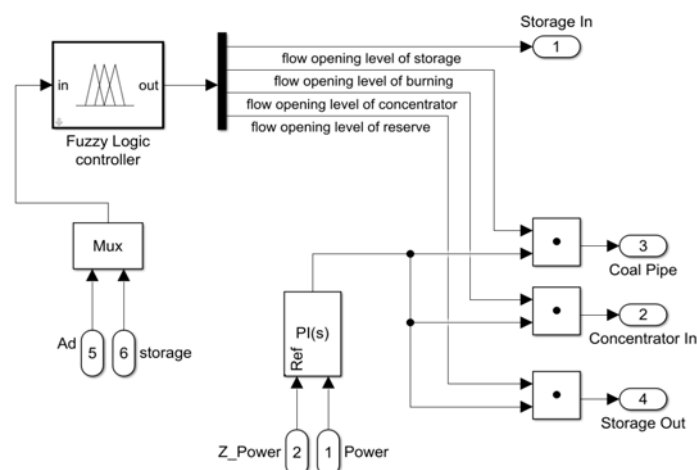 Storage In
1
flow opening level of storage
in
out
flow opening level of burning
flow opening level of concentrator
flow opening level of reserve
Fuzzy Logic
controller
Mux
3
Coal Pipe
PI(s)
Ref
2
Concentrator In
Ad
5
6
storage
4
Storage Out
Z_Power
2
1
Power